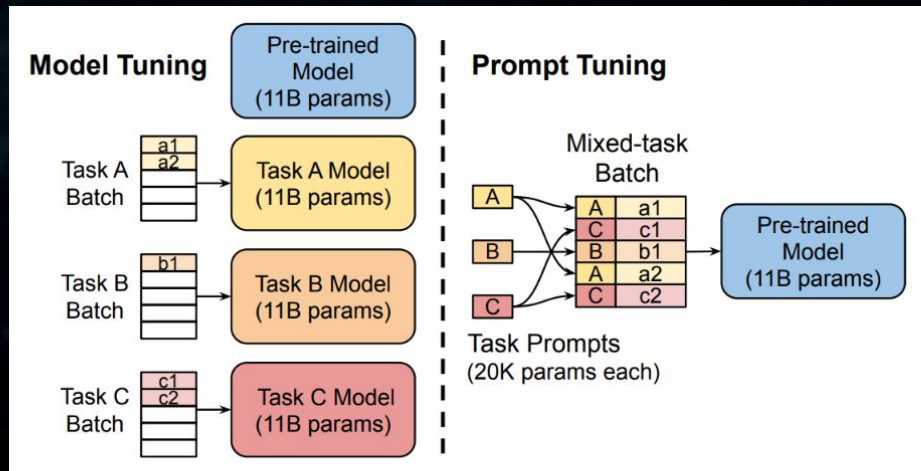 Model Tuning
Pre-trained
Model
(11B params)
Task A
Batch
a1
a2
Task A Model
(11B params)
Task B
Batch
b1
Task B Model
(11B params)
Task C
Batch
c1
c2
Task C Model
(11B params)
Prompt Tuning
Mixed-task
Batch
A
B
C
A a1
C c1
B b1
A a2
C c2
Task Prompts
(20K params each)
Pre-trained
Model
(11B params)